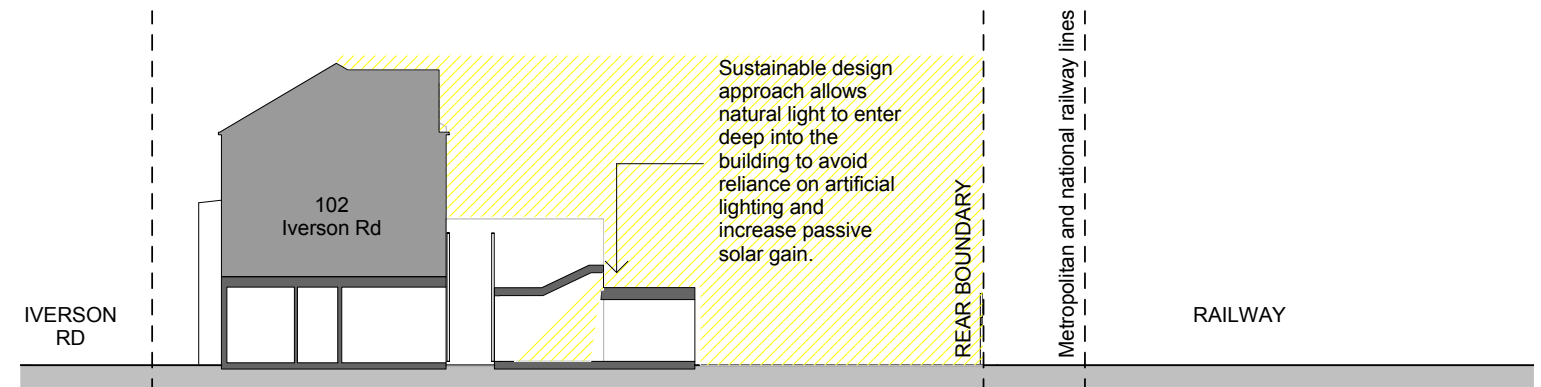 IVERSON
RD
102
Iverson Rd
Sustainable design
approach allows
natural light to enter
deep into the
building to avoid
reliance on artificial
lighting and
increase passive
solar gain.
REAR BOUNDARY
Metropolitan and national railway lines
RAILWAY